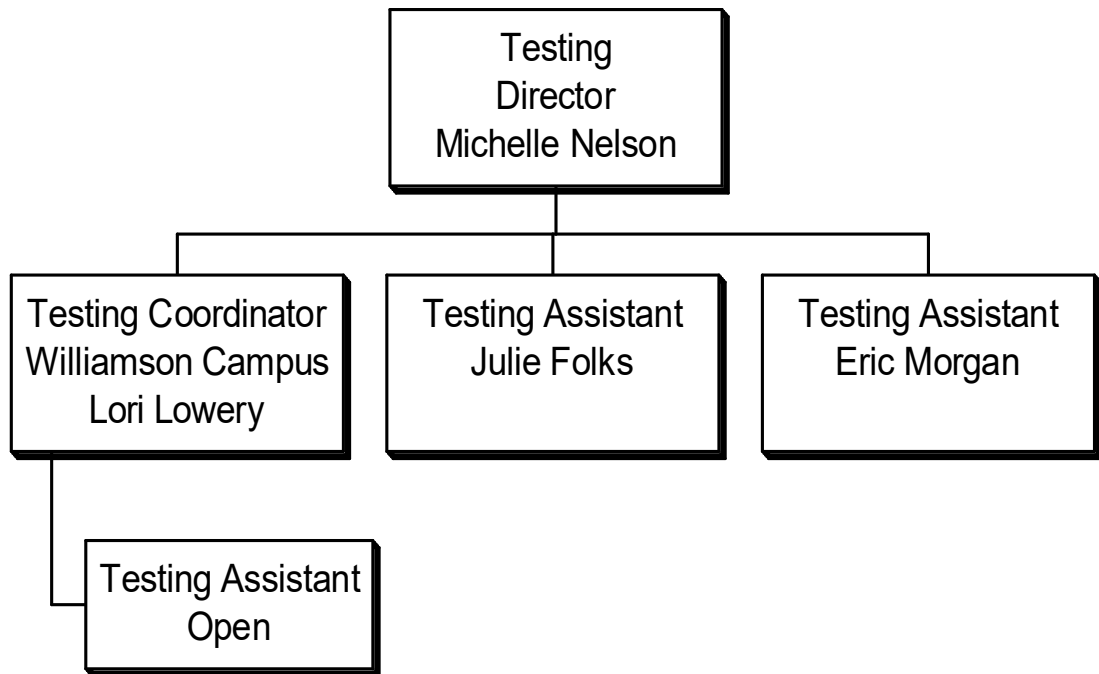 Testing
Director
Michelle Nelson
Testing Coordinator
Williamson Campus
Lori Lowery
Testing Assistant
Julie Folks
Testing Assistant
Eric Morgan
Testing Assistant
Open